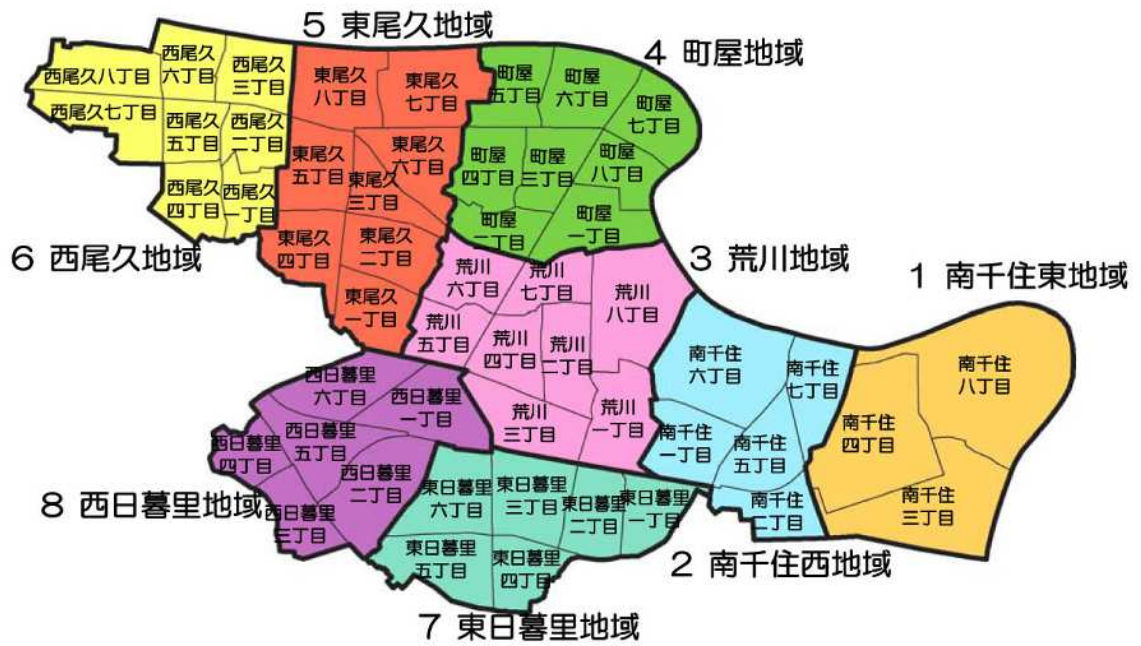 5 東尾久地域
4 町屋地域
6 西尾久地域
3 荒川地域
1 南千住東地域
8 西日暮里地域
2 南千住西地域
7 東日暮里地域
西尾久八丁目
西尾久
六丁目
西尾久
三丁目
西尾久七丁目
西尾久
五丁目
西尾久
二丁目
西尾久
四丁目
西尾久
一丁目
東尾久
八丁目
東尾久
七丁目
東尾久
五丁目
東尾久
六丁目
東尾久
三丁目
東尾久
四丁目
東尾久
二丁目
東尾久
一丁目
町屋
五丁目
町屋
六丁目
町屋
七丁目
町屋
四丁目
町屋
三丁目
町屋
八丁目
町屋
二丁目
町屋
一丁目
荒川
六丁目
荒川
七丁目
荒川
八丁目
荒川
五丁目
荒川
四丁目
荒川
二丁目
荒川
三丁目
荒川
一丁目
南千住
六丁目
南千住
七丁目
南千住
一丁目
南千住
五丁目
南千住
二丁目
南千住
八丁目
南千住
四丁目
南千住
三丁目
西日暮里
六丁目
西日暮里
一丁目
西日暮里
五丁目
西日暮里
四丁目
西日暮里
二丁目
西日暮里
三丁目
東日暮里
六丁目
東日暮里
三丁目
東日暮里
二丁目
東日暮里
一丁目
東日暮里
五丁目
東日暮里
四丁目